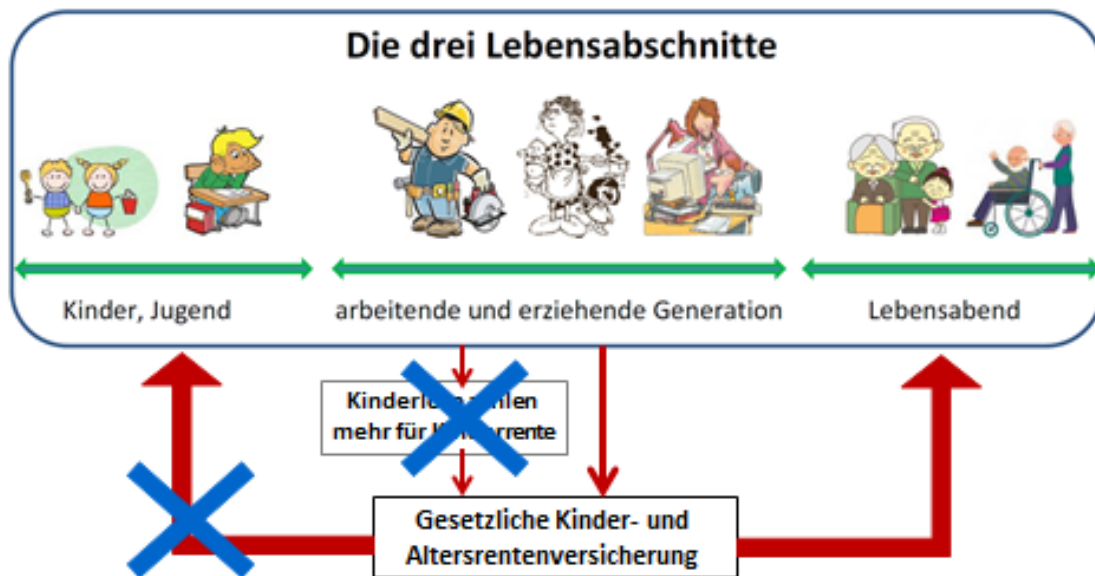 Die drei Lebensabschnitte
Kinder, Jugend
arbeitende und erziehende Generation
Lebensabend
mehr für
Gesetzliche Kinder- und
Altersrentenversicherung